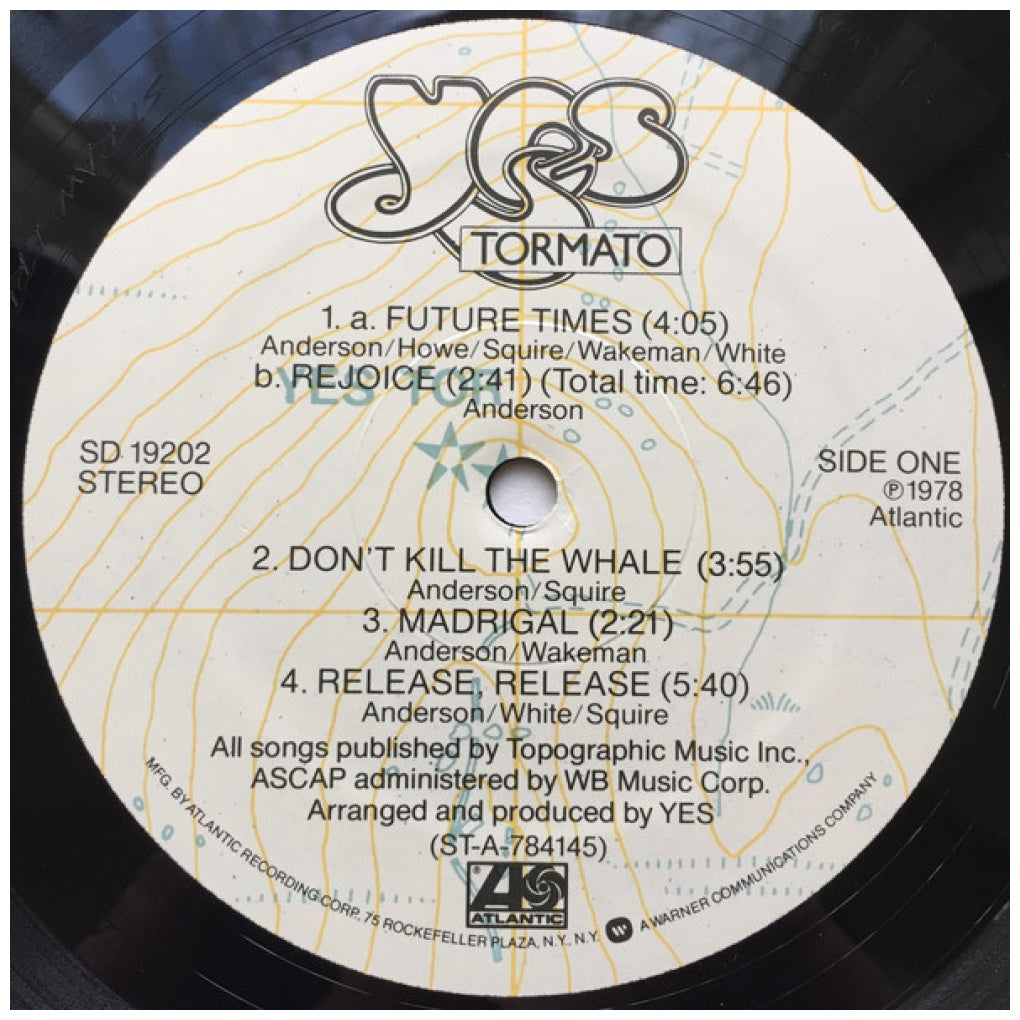 Yes
TORMATO
1. a. FUTURE TIMES (4:05)
Anderson/Howe/Squire/Wakeman/White
b. REJOICE (2:41) (Total time: 6:46)
YES TOR
Anderson
SD 19202
STEREO
SIDE ONE
℗1978
Atlantic
2. DON'T KILL THE WHALE (3:55)
Anderson/Squire
3. MADRIGAL (2:21)
Anderson/Wakeman
4. RELEASE, RELEASE (5:40)
Anderson/White/Squire
All songs published by Topographic Music Inc.,
ASCAP administered by WB Music Corp.
Arranged and produced by YES
(ST-A-784145)
ATLANTIC
MFG. BY ATLANTIC RECORDING CORP., 75 ROCKEFELLER PLAZA, N.Y., N.Y. W A WARNER COMMUNICATIONS COMPANY